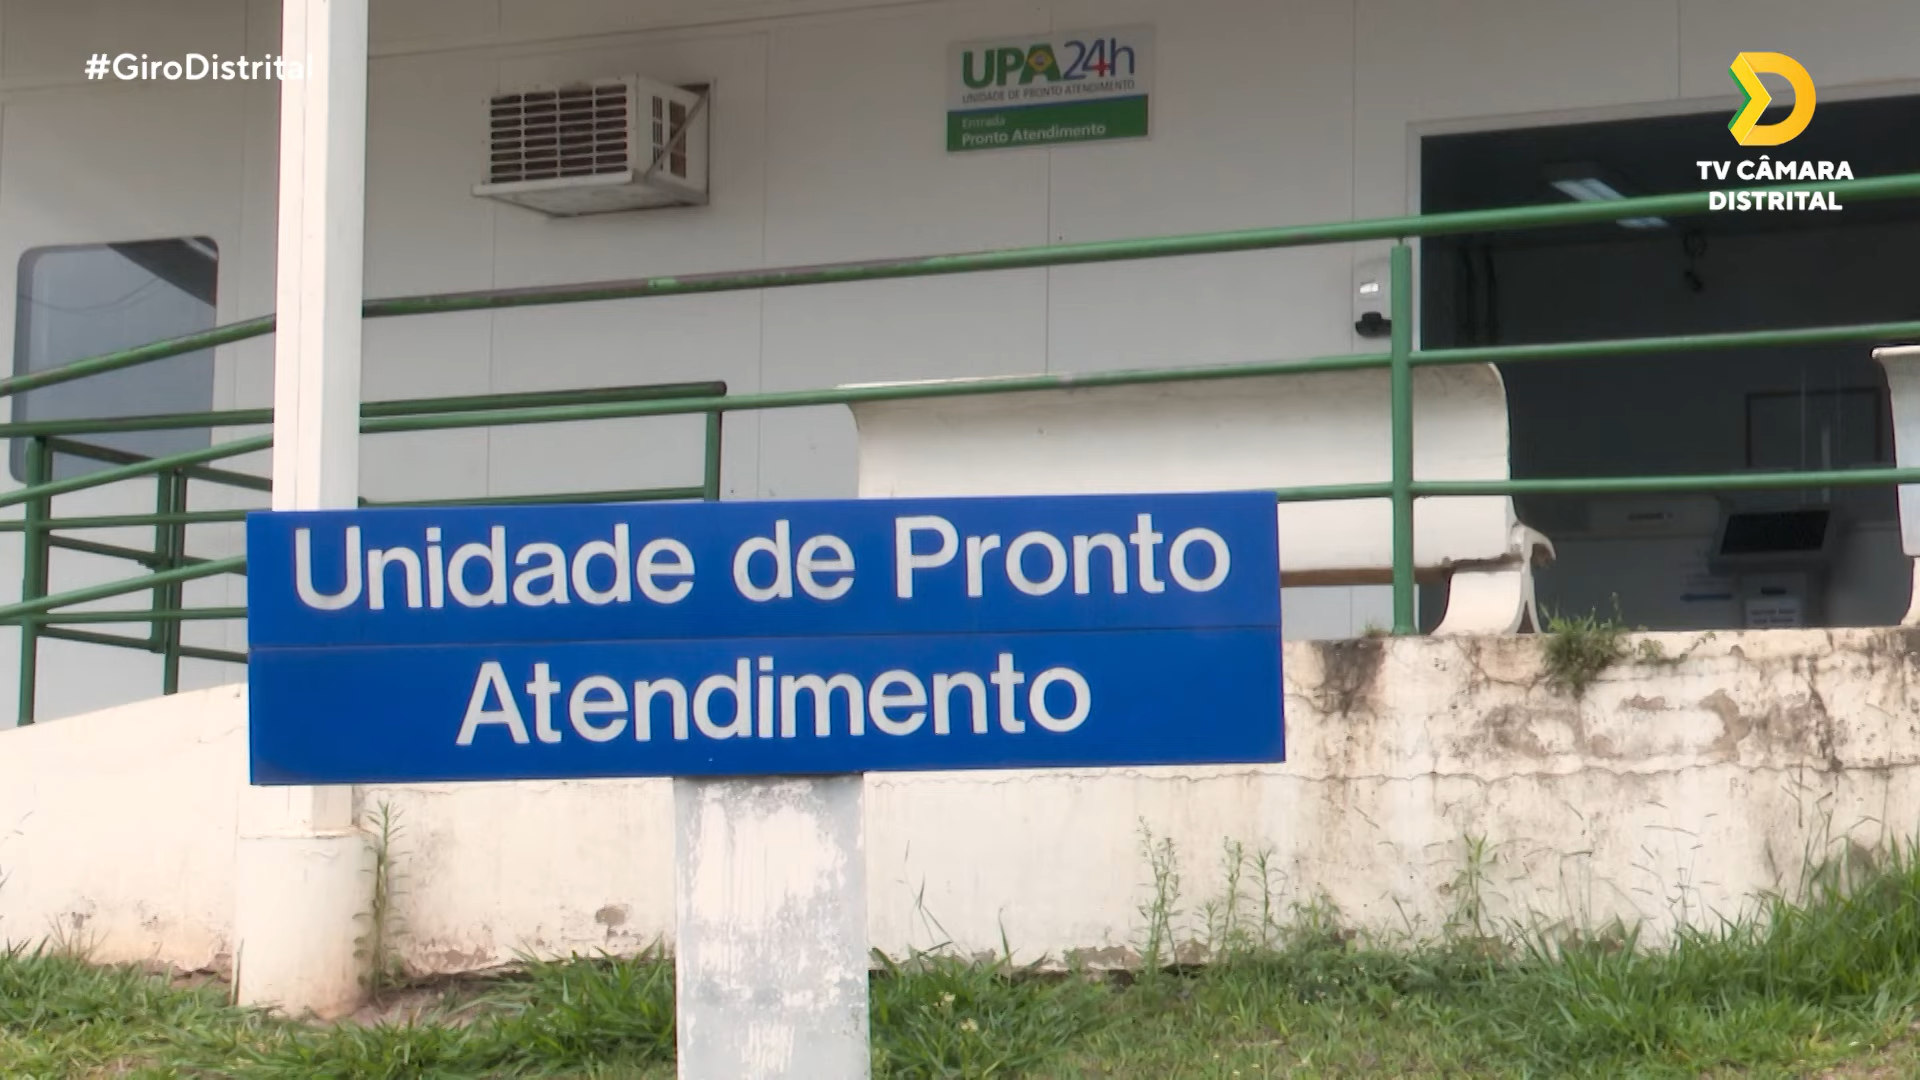 #GiroDistrital
UPA24h
UNIDADE DE PRONTO ATENDIMENTO
Entrada
Pronto Atendimento
TV CÂMARA
DISTRITAL
Unidade de Pronto
Atendimento